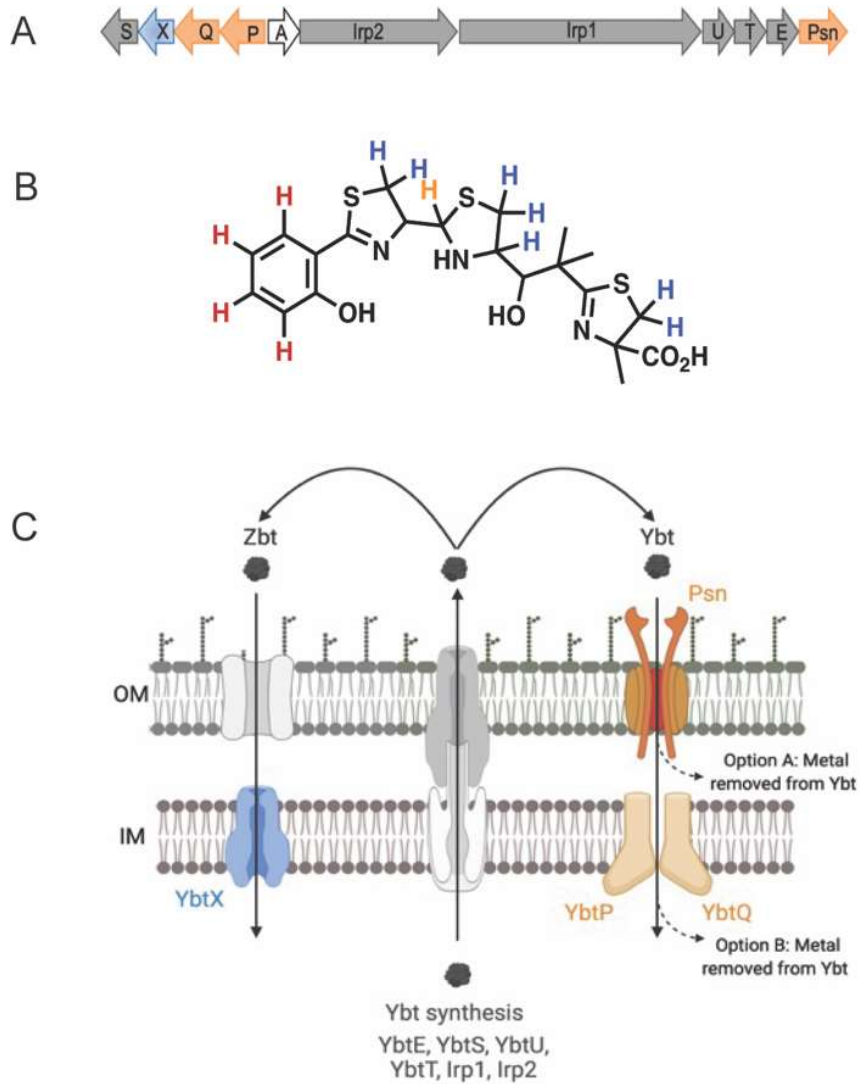 A
S X Q P A Irp2 Irp1 U T E Psn
B
H
H H H
H S S H
H H
N HN H
H OH HO S H
H N H
CO₂H
C
Zbt Ybt
Psn
OM
Option A: Metal
removed from Ybt
IM
YbtX YbtP YbtQ
Option B: Metal
removed from Ybt
Ybt synthesis
YbtE, YbtS, YbtU,
YbtT, Irp1, Irp2